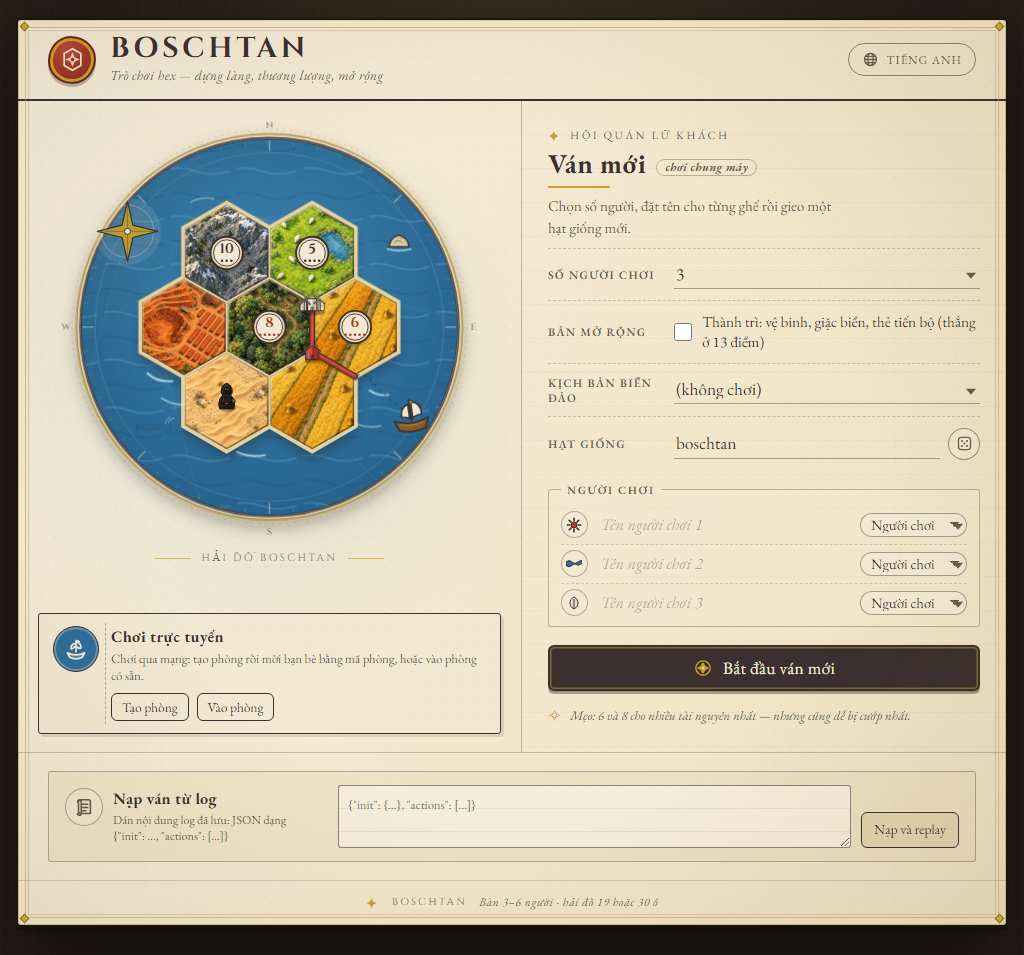 BOSCHTAN
Trò chơi hex — dựng làng, thương lượng, mở rộng
TIẾNG ANH
N
W
E
S
10
5
8
6
HẢI ĐỒ BOSCHTAN
Chơi trực tuyến
Chơi qua mạng: tạo phòng rồi mời bạn bè bằng mã phòng, hoặc vào phòng
có sẵn.
Tạo phòng
Vào phòng
HỘI QUÁN LỮ KHÁCH
Ván mới
chơi chung máy
Chọn số người, đặt tên cho từng ghế rồi gieo một
hạt giống mới.
SỐ NGƯỜI CHƠI
3
BẢN MỞ RỘNG
Thành trì: vệ binh, giặc biển, thẻ tiến bộ (thắng
ở 13 điểm)
KỊCH BẢN BIỂN
ĐẢO
(không chơi)
HẠT GIỐNG
boschtan
NGƯỜI CHƠI
Tên người chơi 1
Người chơi
Tên người chơi 2
Người chơi
Tên người chơi 3
Người chơi
Bắt đầu ván mới
Mẹo: 6 và 8 cho nhiều tài nguyên nhất — nhưng cũng dễ bị cướp nhất.
Nạp ván từ log
Dán nội dung log đã lưu: JSON dạng
{"init": ..., "actions": [...]}
{"init": {...}, "actions": [...]}
Nạp và replay
BOSCHTAN
Bàn 3–6 người · hải đồ 19 hoặc 30 ô